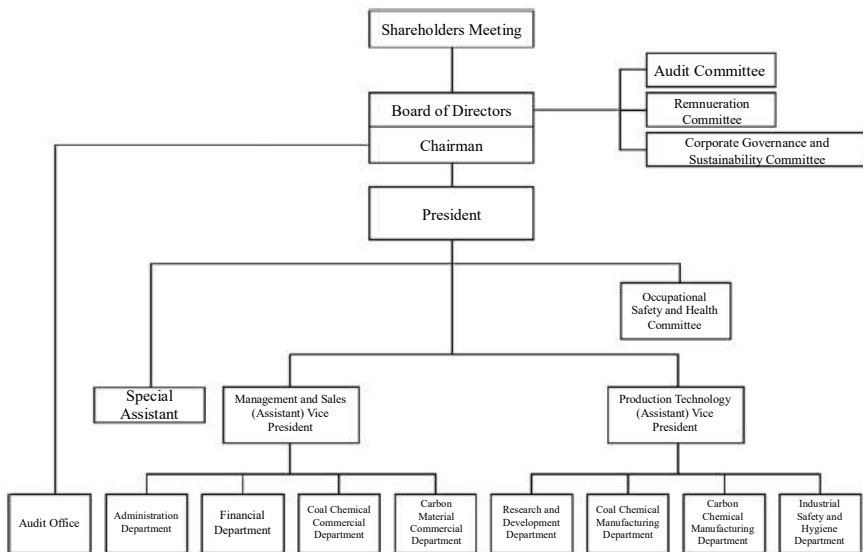 Shareholders Meeting
Audit Committee
Board of Directors
Remnueration
Committee
Chairman
Corporate Governance and
Sustainability Committee
President
Occupational
Safety and Health
Committee
Special
Assistant
Management and Sales
(Assistant) Vice
President
Production Technology
(Assistant) Vice
President
Audit Office
Administration
Department
Financial
Department
Coal Chemical
Commercial
Department
Carbon
Material
Commercial
Department
Research and
Development
Department
Coal Chemical
Manufacturing
Department
Carbon
Chemical
Manufacturing
Department
Industrial
Safety and
Hygiene
Department